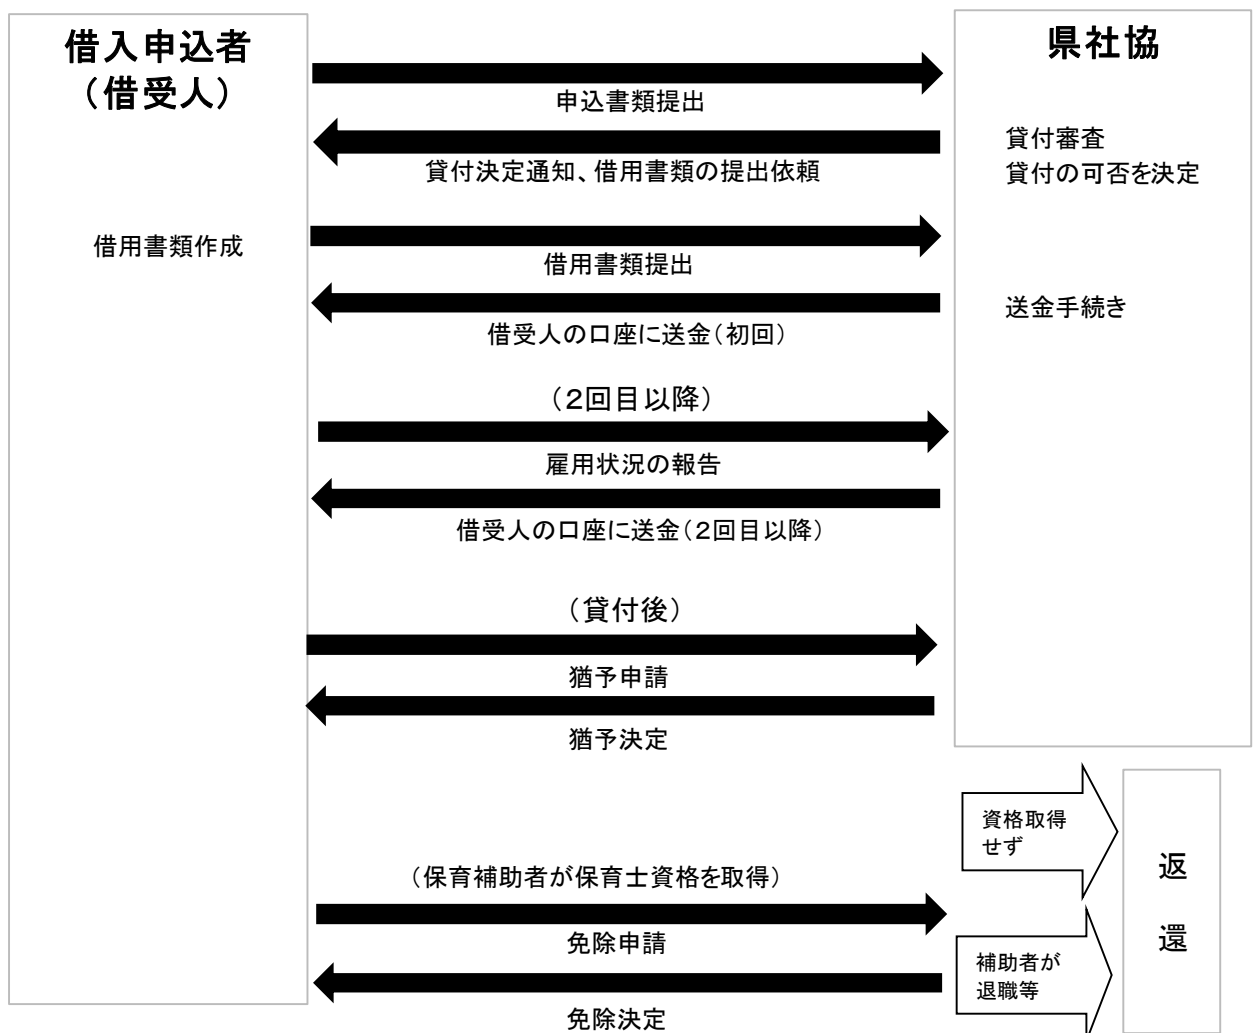 借入申込者
（借受人）
県社協
申込書類提出
貸付審査
貸付の可否を決定
貸付決定通知、借用書類の提出依頼
借用書類作成
借用書類提出
送金手続き
借受人の口座に送金（初回）
（２回目以降）
雇用状況の報告
借受人の口座に送金（２回目以降）
（貸付後）
猶予申請
猶予決定
資格取得
せず
返
還
（保育補助者が保育士資格を取得）
免除申請
補助者が
退職等
免除決定